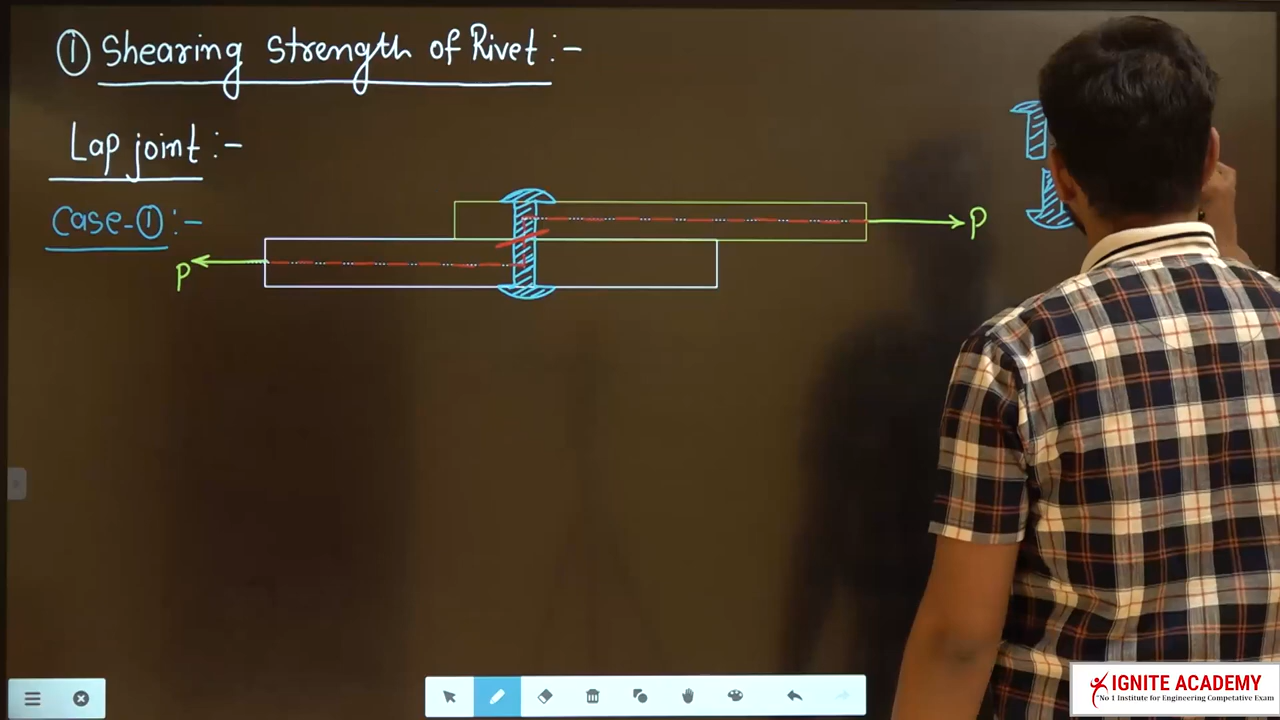 ① Shearing Strength of Rivet :-
Lap joint :-
Case-① :-
P
P
IGNITE ACADEMY
"No 1 Institute for Engineering Competative Exam